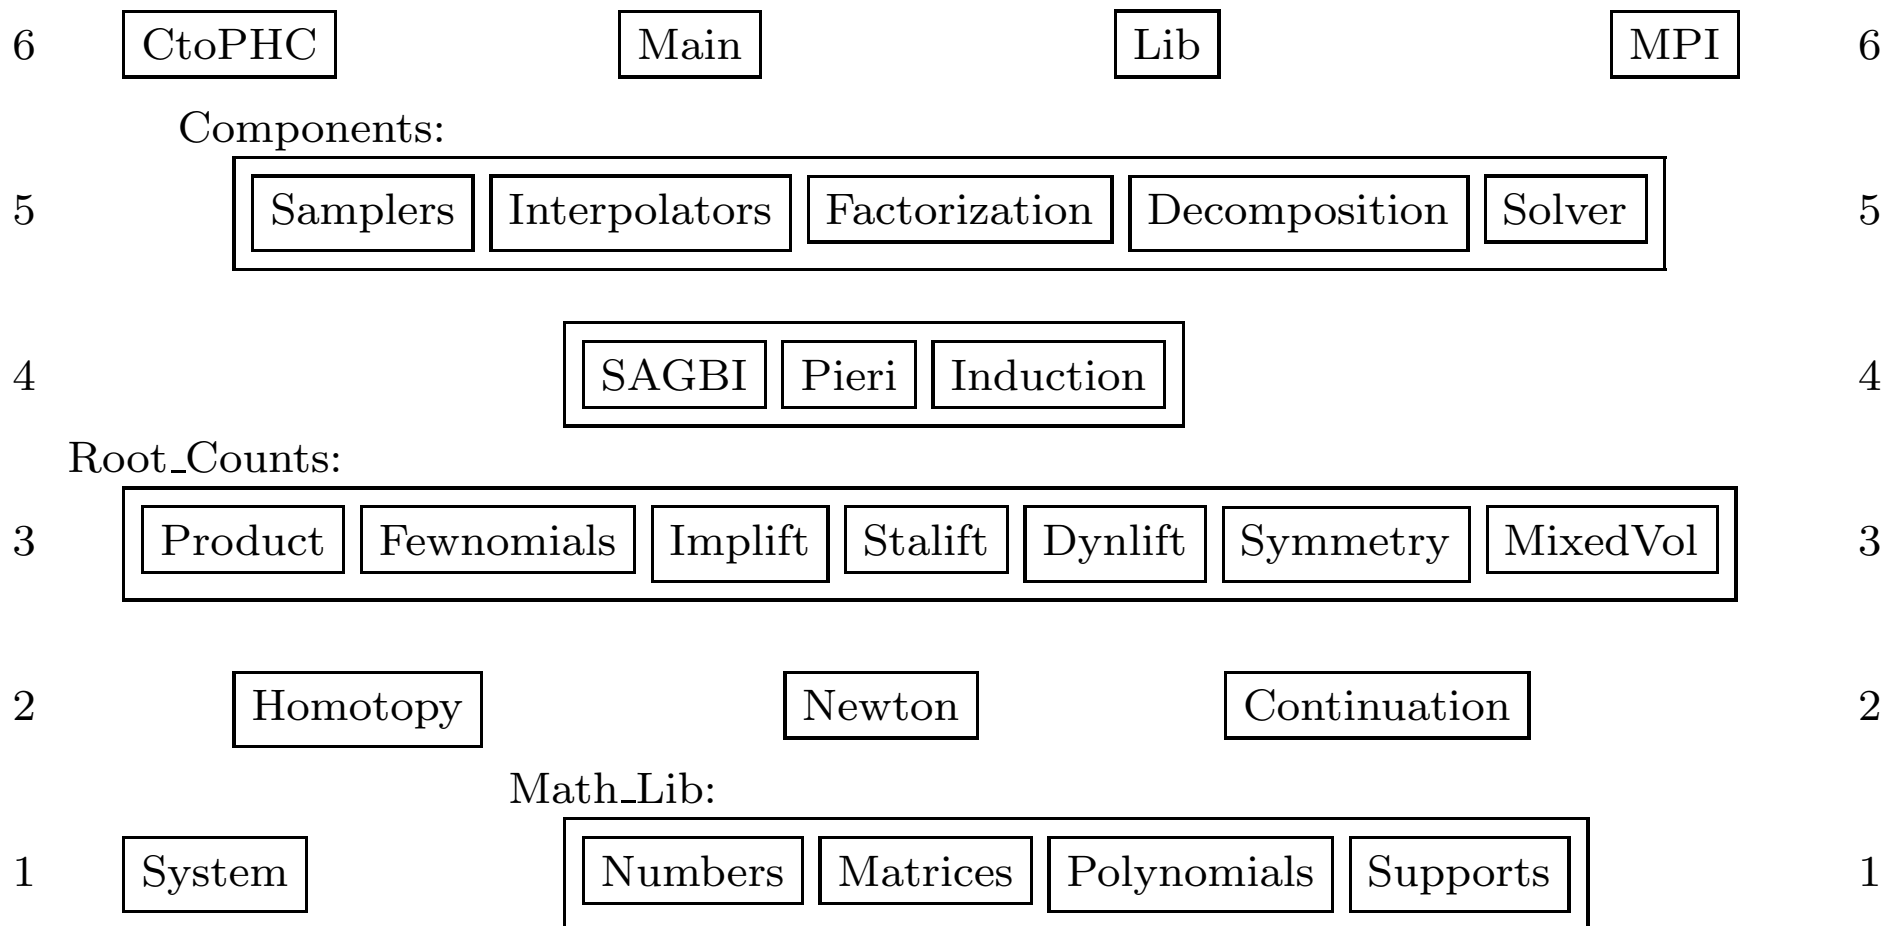 6 CtoPHC Main Lib MPI 6
Components:
5 Samplers Interpolators Factorization Decomposition Solver 5
4 SAGBI Pieri Induction 4
Root_Counts:
3 Product Fewnomials Implift Stalift Dynlift Symmetry MixedVol 3
2 Homotopy Newton Continuation 2
Math_Lib:
1 System Numbers Matrices Polynomials Supports 1